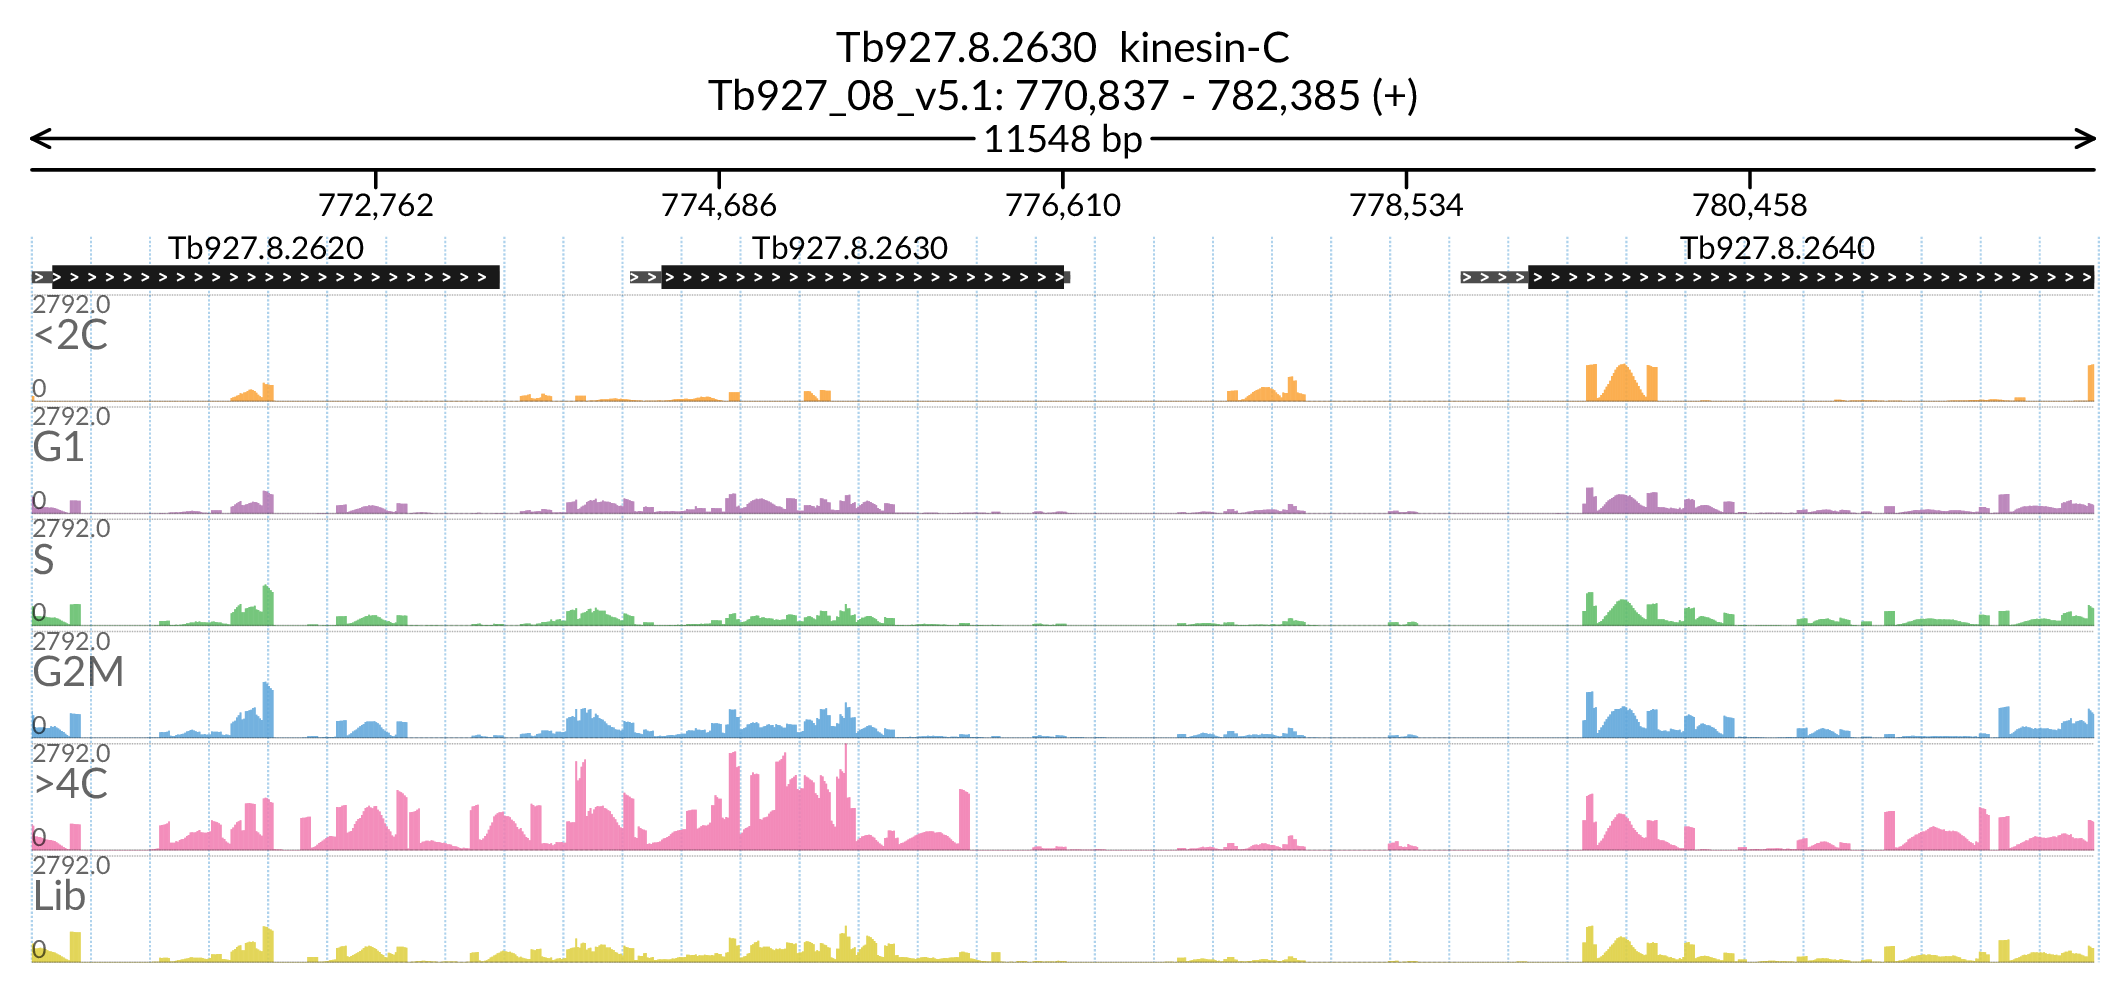 Tb927.8.2630  kinesin-C
Tb927_08_v5.1: 770,837 - 782,385 (+)
11548 bp
772,762 774,686 776,610 778,534 780,458
Tb927.8.2620 Tb927.8.2630 Tb927.8.2640
2792.0
<2C
0
2792.0
G1
0
2792.0
S
0
2792.0
G2M
0
2792.0
>4C
0
2792.0
Lib
0